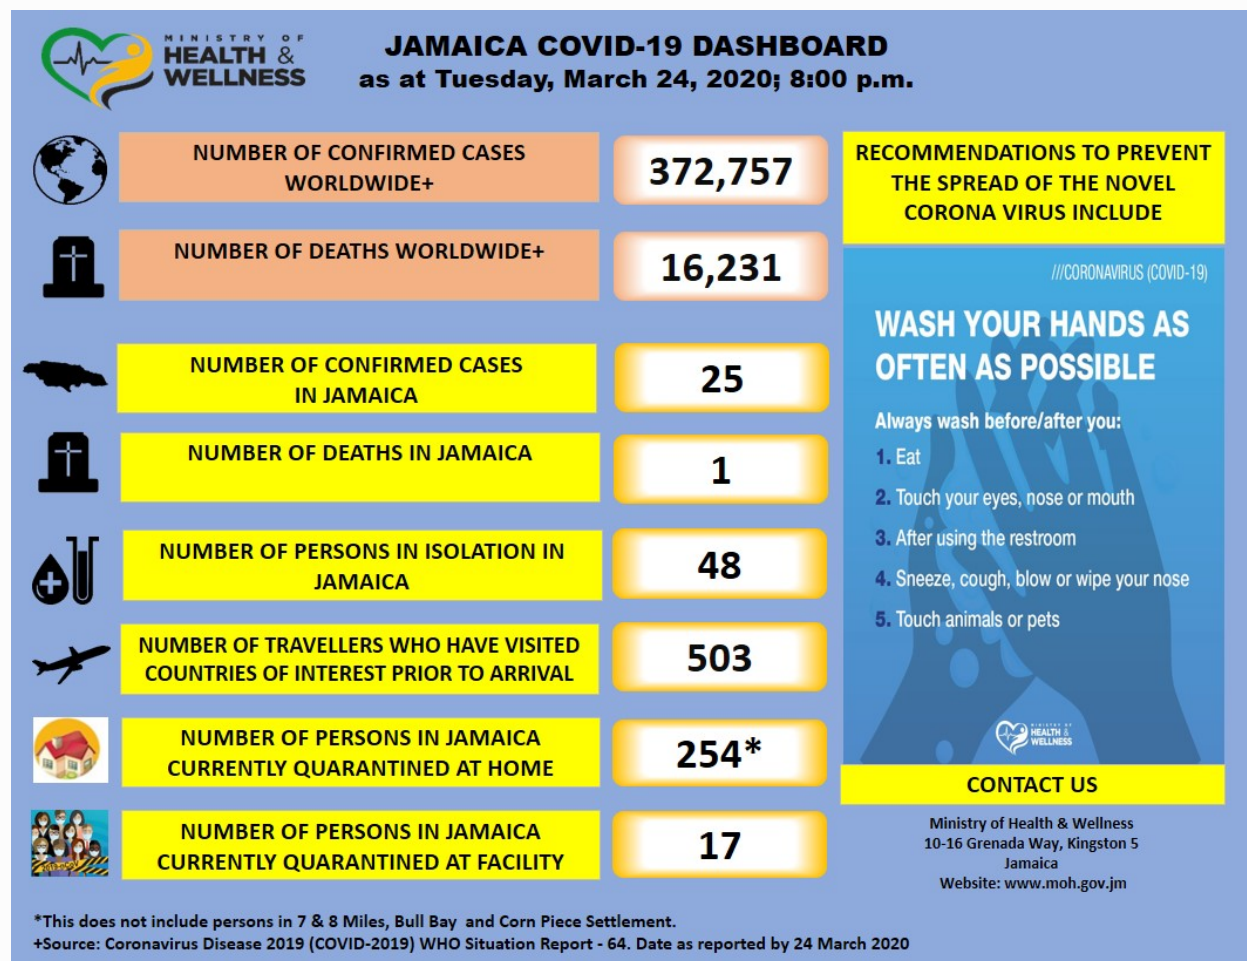 MINISTRY OF
HEALTH &
WELLNESS
JAMAICA COVID-19 DASHBOARD
as at Tuesday, March 24, 2020; 8:00 p.m.
NUMBER OF CONFIRMED CASES
WORLDWIDE+
372,757
NUMBER OF DEATHS WORLDWIDE+
16,231
NUMBER OF CONFIRMED CASES
IN JAMAICA
25
NUMBER OF DEATHS IN JAMAICA
1
NUMBER OF PERSONS IN ISOLATION IN
JAMAICA
48
NUMBER OF TRAVELLERS WHO HAVE VISITED
COUNTRIES OF INTEREST PRIOR TO ARRIVAL
503
NUMBER OF PERSONS IN JAMAICA
CURRENTLY QUARANTINED AT HOME
254*
NUMBER OF PERSONS IN JAMAICA
CURRENTLY QUARANTINED AT FACILITY
17
RECOMMENDATIONS TO PREVENT
THE SPREAD OF THE NOVEL
CORONA VIRUS INCLUDE
///CORONAVIRUS (COVID-19)
WASH YOUR HANDS AS
OFTEN AS POSSIBLE
Always wash before/after you:
1. Eat
2. Touch your eyes, nose or mouth
3. After using the restroom
4. Sneeze, cough, blow or wipe your nose
5. Touch animals or pets
MINISTRY OF
HEALTH &
WELLNESS
CONTACT US
Ministry of Health & Wellness
10-16 Grenada Way, Kingston 5
Jamaica
Website: www.moh.gov.jm
*This does not include persons in 7 & 8 Miles, Bull Bay and Corn Piece Settlement.
+Source: Coronavirus Disease 2019 (COVID-2019) WHO Situation Report - 64. Date as reported by 24 March 2020